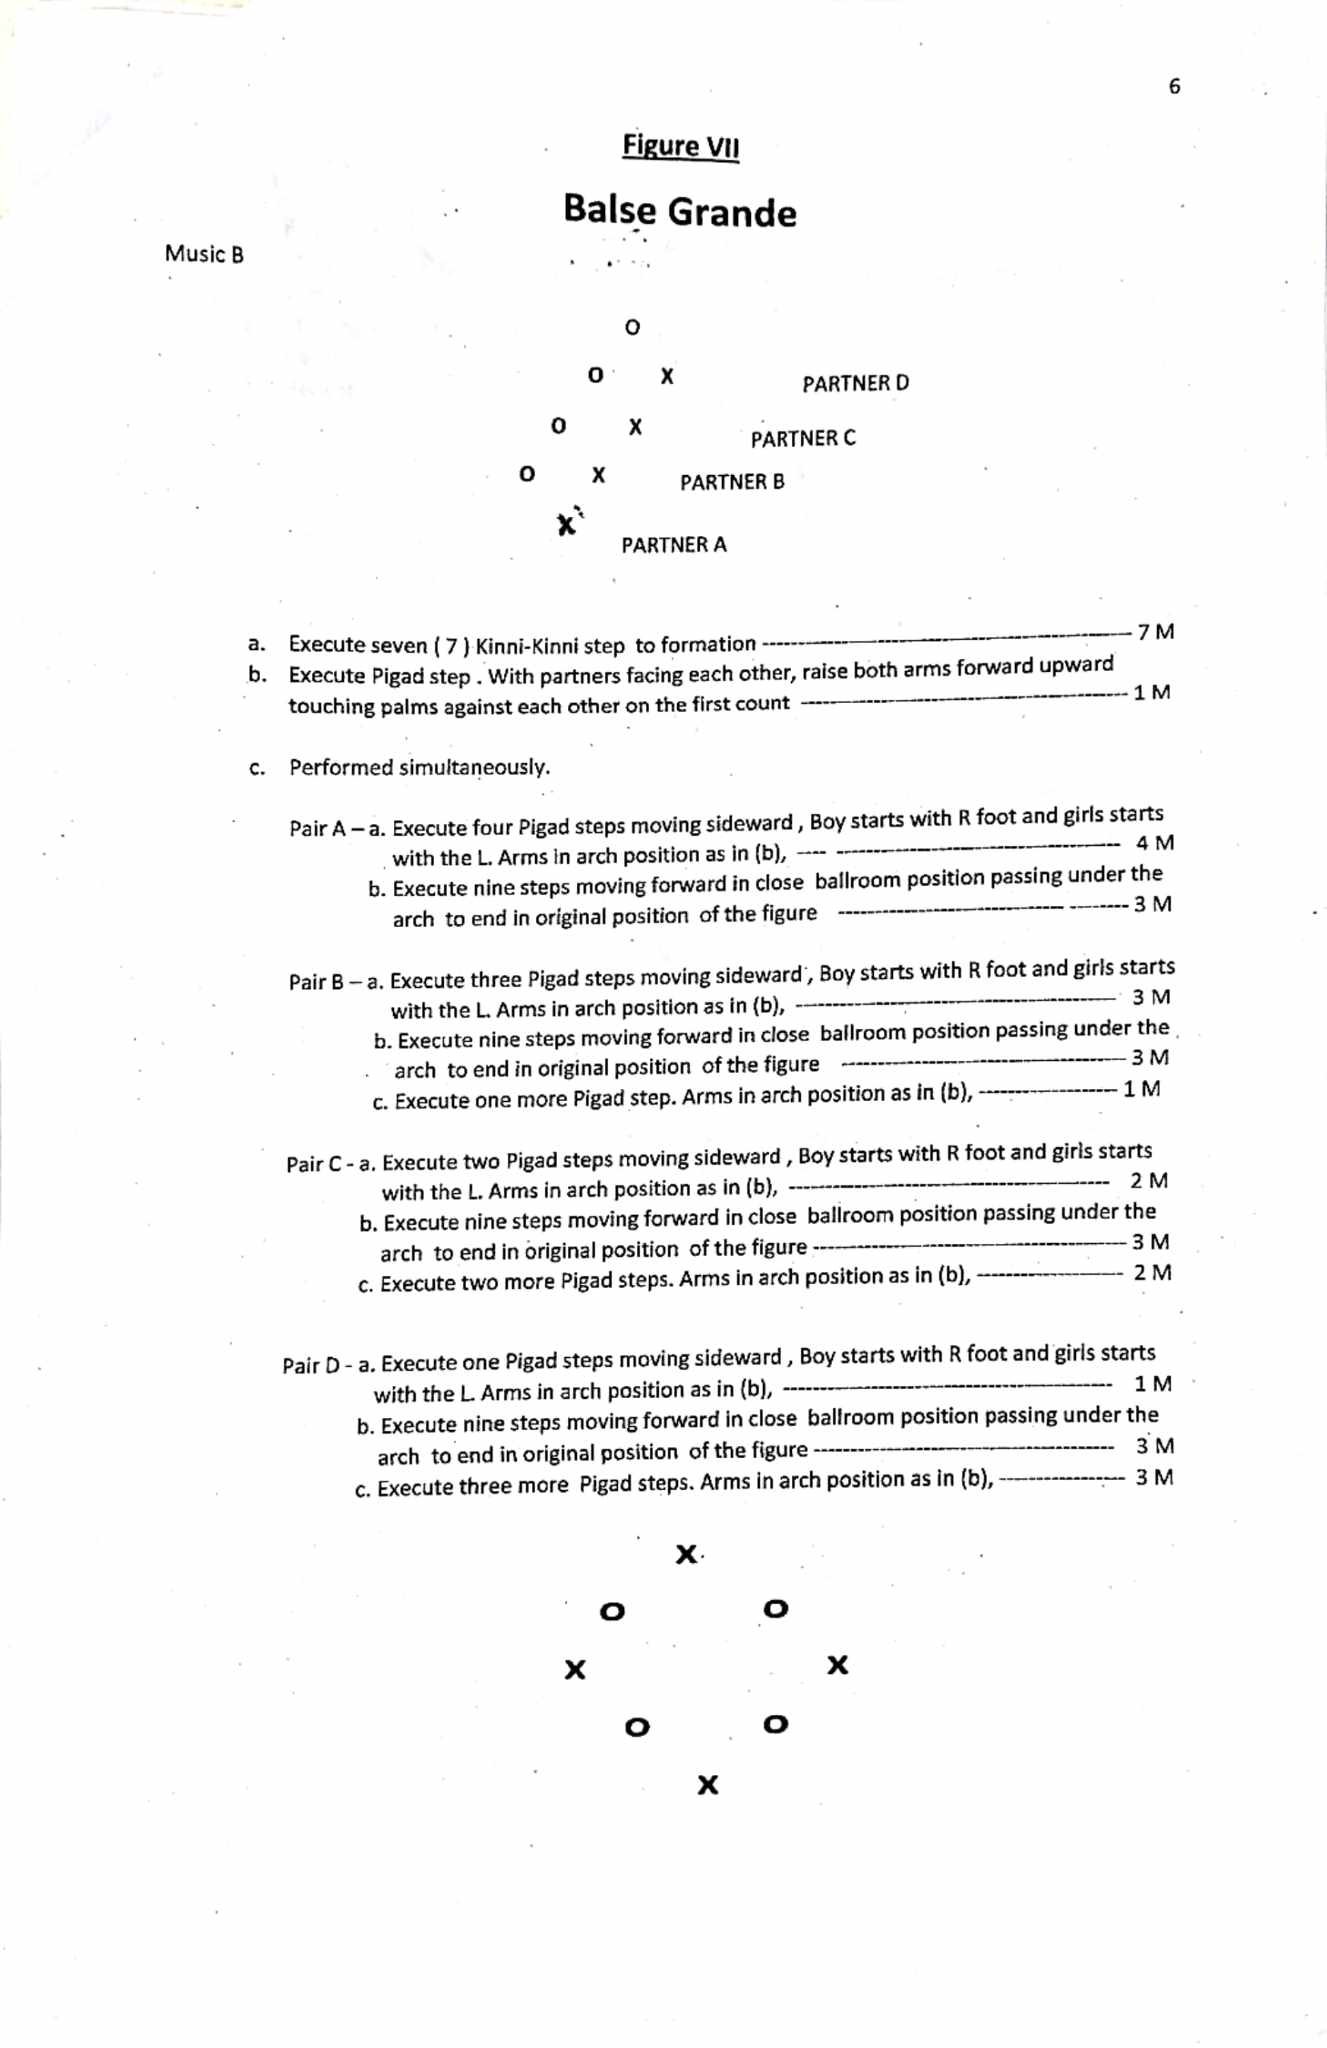 6
Figure VII
Balse Grande
Music B
O
O X PARTNER D
O X PARTNER C
O X PARTNER B
X PARTNER A
a. Execute seven ( 7 ) Kinni-Kinni step to formation ---------------------------------------------- 7 M
b. Execute Pigad step . With partners facing each other, raise both arms forward upward
touching palms against each other on the first count ---------------------------------------- 1 M
c. Performed simultaneously.
Pair A – a. Execute four Pigad steps moving sideward , Boy starts with R foot and girls starts
with the L. Arms in arch position as in (b), ---- ----------------------------------- 4 M
b. Execute nine steps moving forward in close ballroom position passing under the
arch to end in original position of the figure ---------------------------- -------- 3 M
Pair B – a. Execute three Pigad steps moving sideward , Boy starts with R foot and girls starts
with the L. Arms in arch position as in (b), --------------------------------------- 3 M
b. Execute nine steps moving forward in close ballroom position passing under the
arch to end in original position of the figure ----------------------------------- 3 M
c. Execute one more Pigad step. Arms in arch position as in (b), ----------------- 1 M
Pair C - a. Execute two Pigad steps moving sideward , Boy starts with R foot and girls starts
with the L. Arms in arch position as in (b), --------------------------------------- 2 M
b. Execute nine steps moving forward in close ballroom position passing under the
arch to end in original position of the figure -------------------------------------- 3 M
c. Execute two more Pigad steps. Arms in arch position as in (b), ------------------ 2 M
Pair D - a. Execute one Pigad steps moving sideward , Boy starts with R foot and girls starts
with the L. Arms in arch position as in (b), ---------------------------------------- 1 M
b. Execute nine steps moving forward in close ballroom position passing under the
arch to end in original position of the figure ------------------------------------- 3 M
c. Execute three more Pigad steps. Arms in arch position as in (b), ---------------- 3 M
X
O O
X X
O O
X